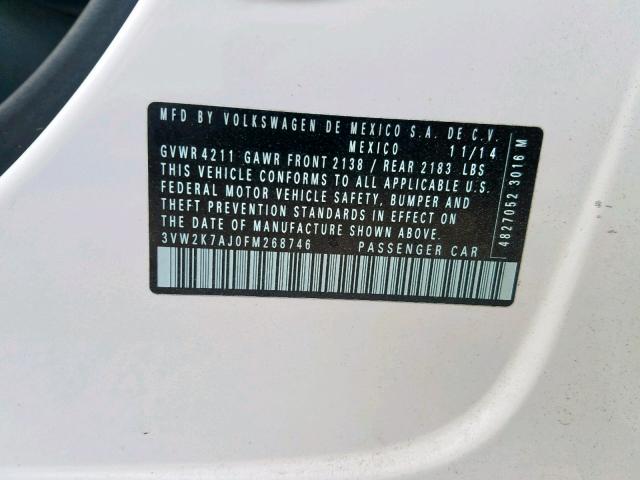 MFD BY VOLKSWAGEN DE MEXICO S.A. DE C.V.
MEXICO 11/14
GVWR 4211 GAWR FRONT 2138 / REAR 2183 LBS
THIS VEHICLE CONFORMS TO ALL APPLICABLE U.S.
FEDERAL MOTOR VEHICLE SAFETY, BUMPER AND
THEFT PREVENTION STANDARDS IN EFFECT ON
THE DATE OF MANUFACTURE SHOWN ABOVE.
3VW2K7AJ0FM268746 PASSENGER CAR
4827052 3016 M